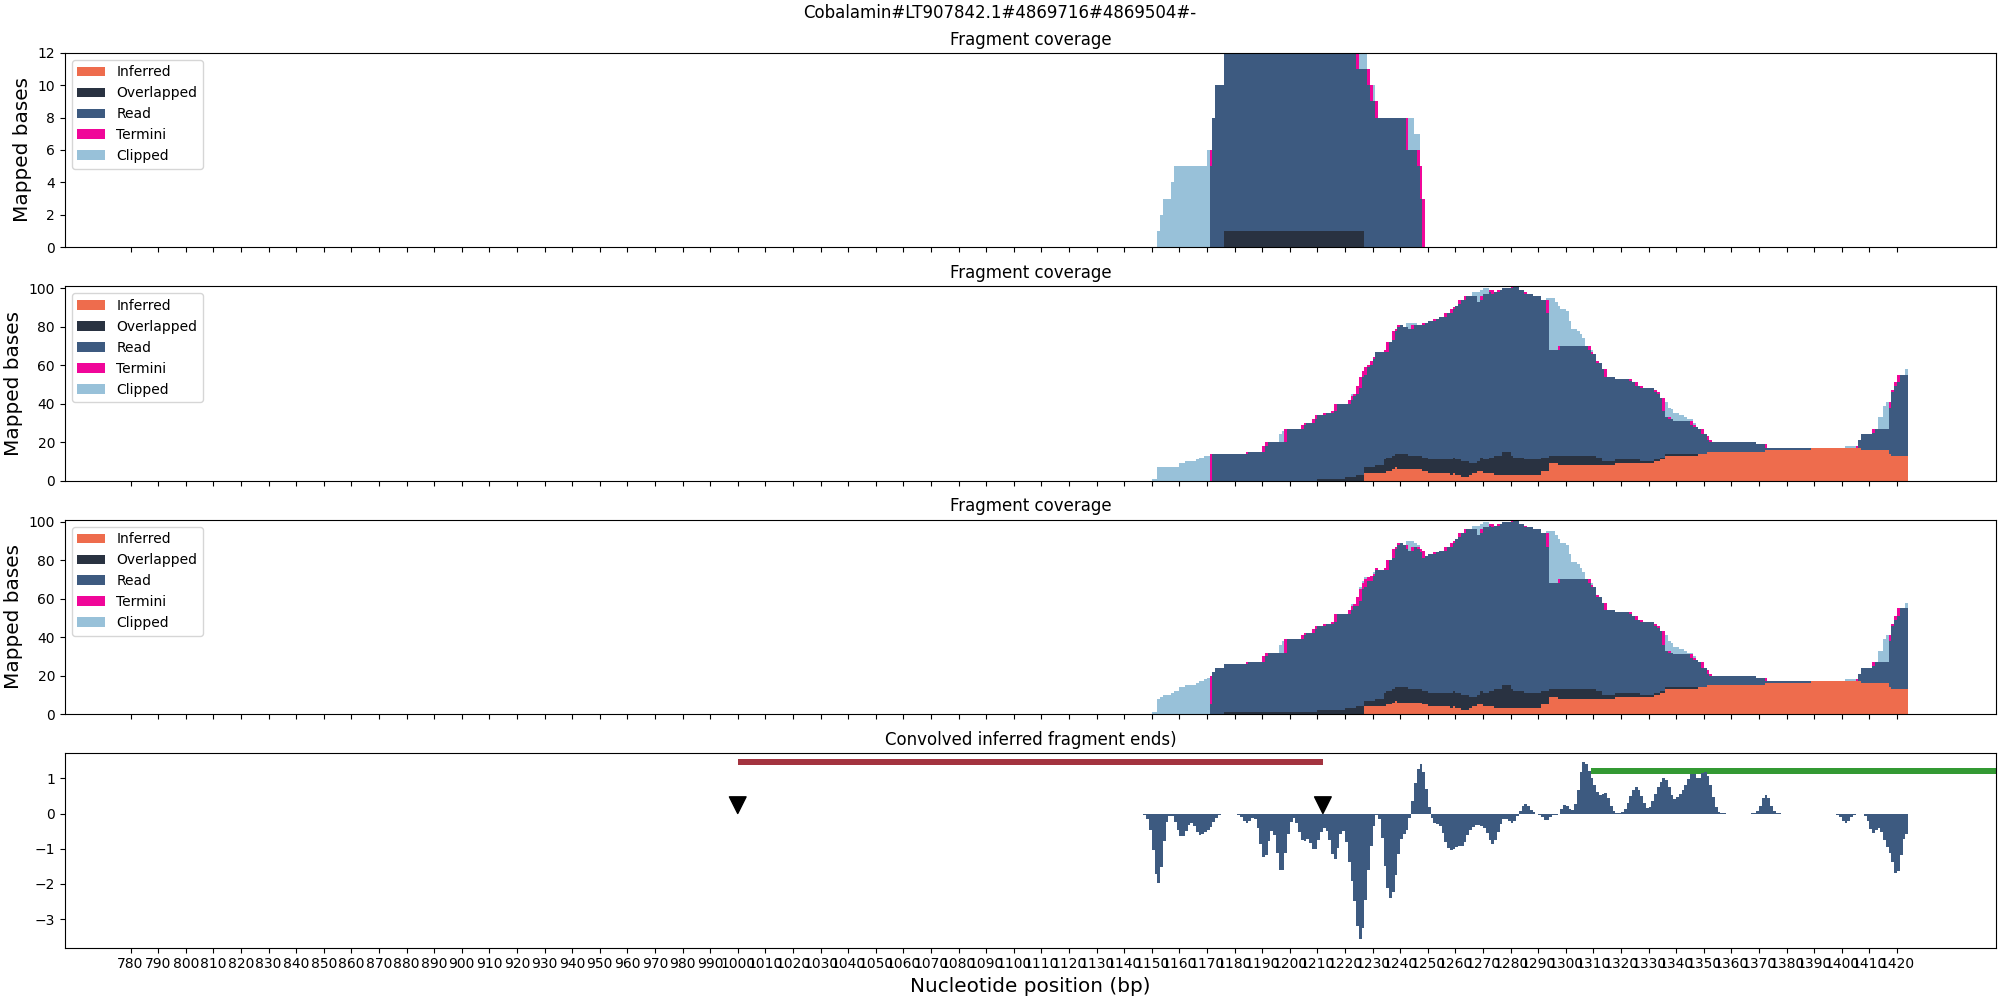 Cobalamin#LT907842.1#4869716#4869504#-
Fragment coverage
Mapped bases
12
10
8
6
4
2
0
Inferred
Overlapped
Read
Termini
Clipped
Fragment coverage
Mapped bases
100
80
60
40
20
0
Inferred
Overlapped
Read
Termini
Clipped
Fragment coverage
Mapped bases
100
80
60
40
20
0
Inferred
Overlapped
Read
Termini
Clipped
Convolved inferred fragment ends)
1
0
−1
−2
−3
780 790 800 810 820 830 840 850 860 870 880 890 900 910 920 930 940 950 960 970 980 990 1000 1010 1020 1030 1040 1050 1060 1070 1080 1090 1100 1110 1120 1130 1140 1150 1160 1170 1180 1190 1200 1210 1220 1230 1240 1250 1260 1270 1280 1290 1300 1310 1320 1330 1340 1350 1360 1370 1380 1390 1400 1410 1420
Nucleotide position (bp)